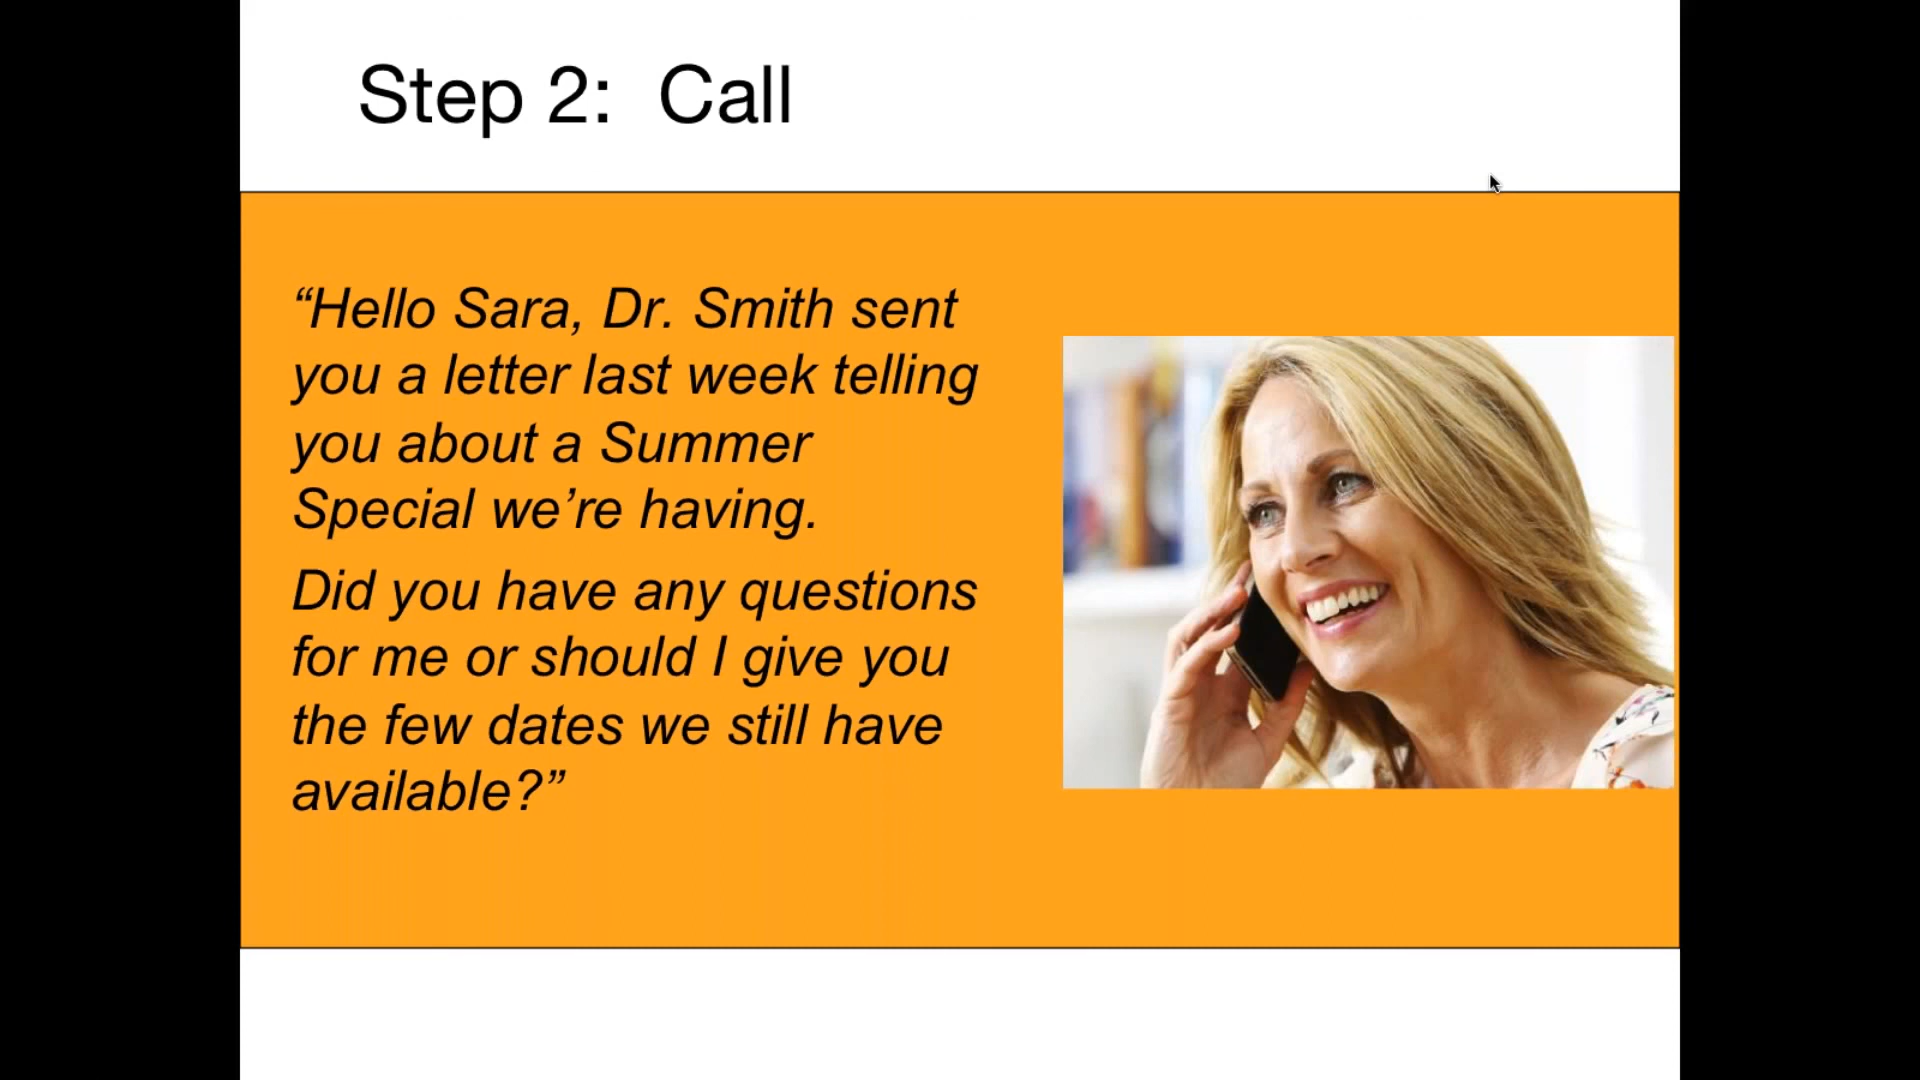 Step 2:  Call
“Hello Sara, Dr. Smith sent
you a letter last week telling
you about a Summer
Special we’re having.
Did you have any questions
for me or should I give you
the few dates we still have
available?”